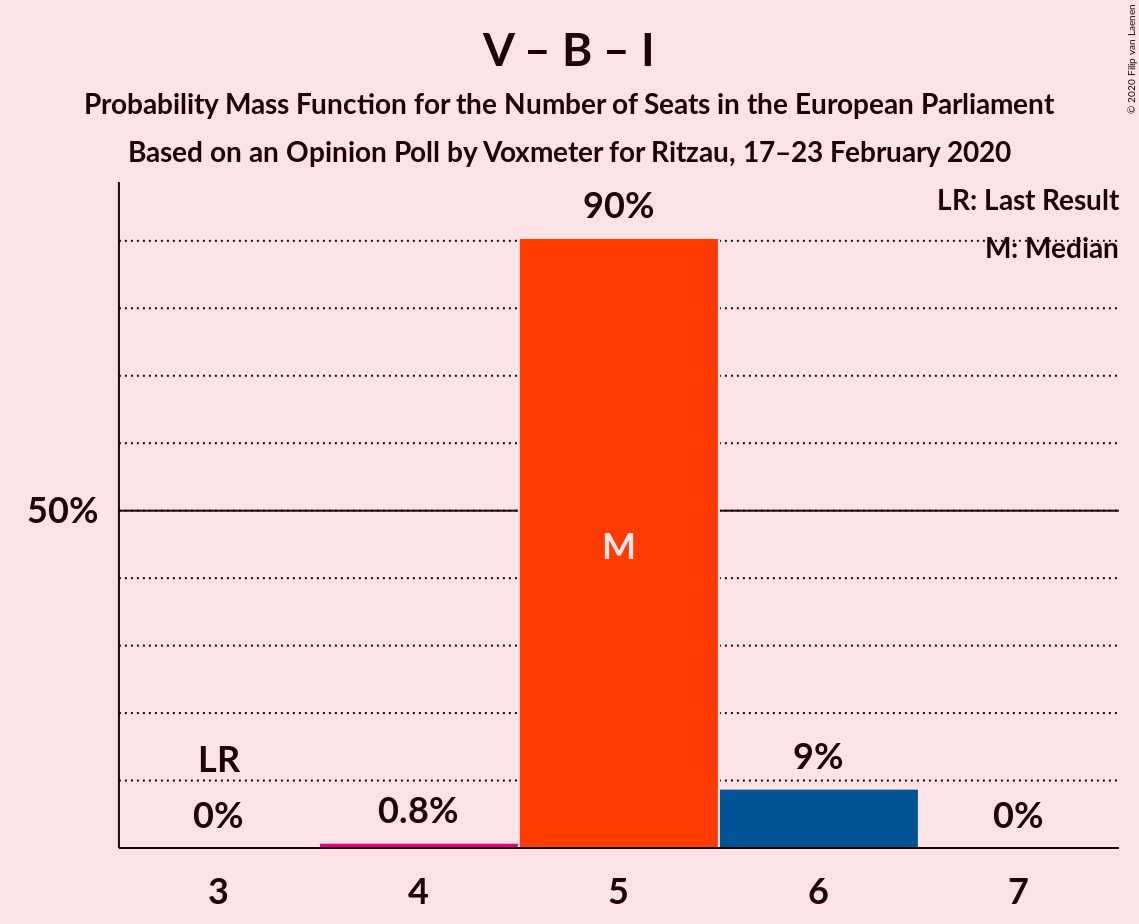 V – B – I
Probability Mass Function for the Number of Seats in the European Parliament
Based on an Opinion Poll by Voxmeter for Ritzau, 17–23 February 2020
© 2020 Filip van Laenen
LR: Last Result
M: Median
90%
50%
M
LR
0%
0.8%
9%
0%
3 4 5 6 7